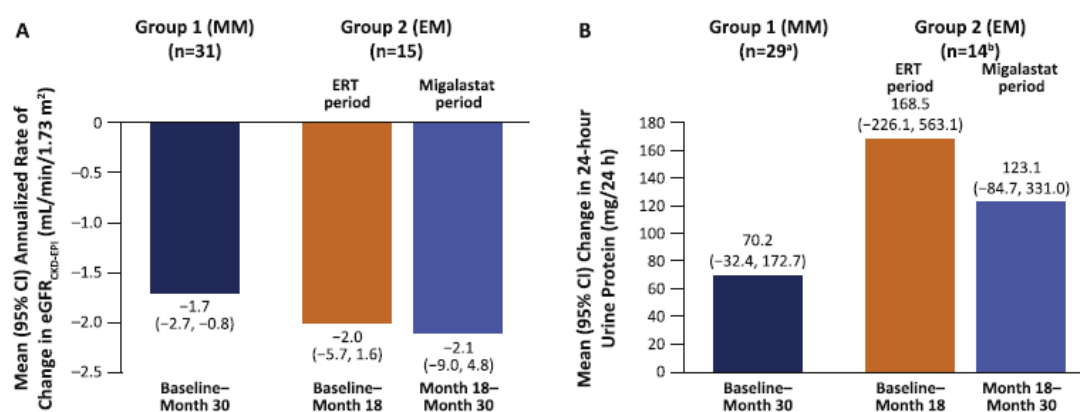 A
Group 1 (MM)
(n=31)
Group 2 (EM)
(n=15)
ERT
period
Migalastat
period
Mean (95% CI) Annualized Rate of
Change in eGFRCKD-EPI (mL/min/1.73 m²)
0
−0.5
−1.0
−1.5
−2.0
−2.5
−1.7
(−2.7, −0.8)
−2.0
(−5.7, 1.6)
−2.1
(−9.0, 4.8)
Baseline–
Month 30
Baseline–
Month 18
Month 18–
Month 30
B
Group 1 (MM)
(n=29ᵃ)
Group 2 (EM)
(n=14ᵇ)
ERT
period
Migalastat
period
Mean (95% CI) Change in 24-hour
Urine Protein (mg/24 h)
180
160
140
120
100
80
60
40
20
0
70.2
(−32.4, 172.7)
168.5
(−226.1, 563.1)
123.1
(−84.7, 331.0)
Baseline–
Month 30
Baseline–
Month 18
Month 18–
Month 30